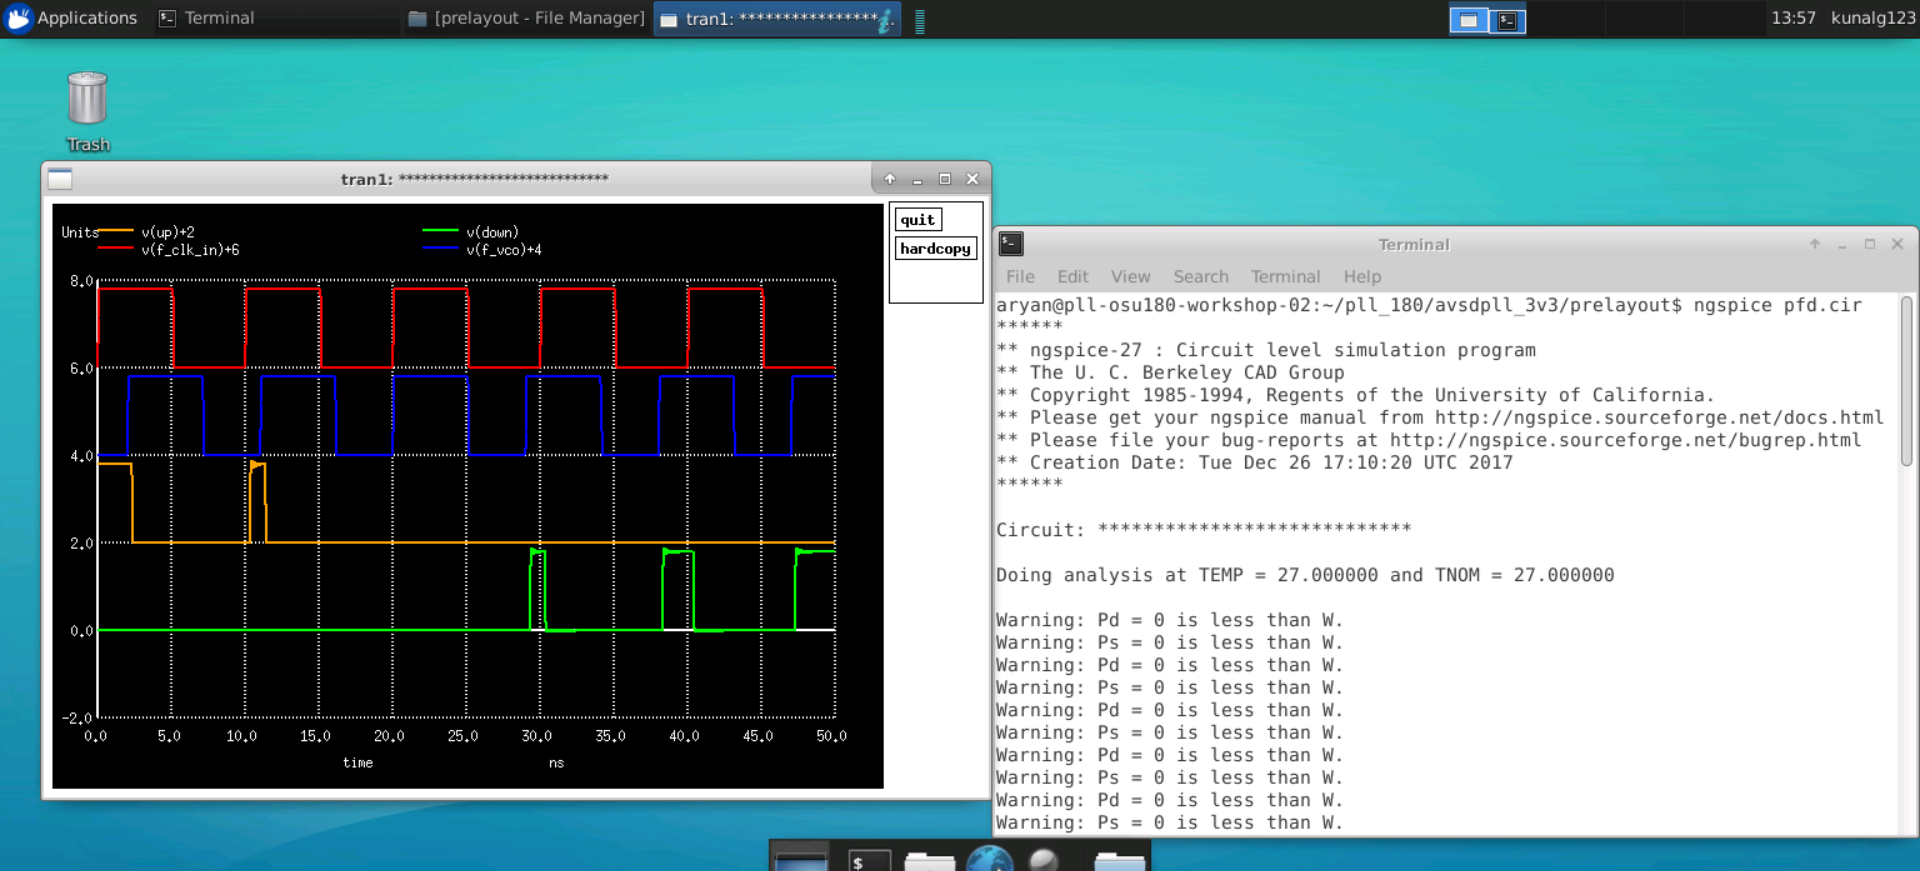 Applications
Terminal
[prelayout - File Manager]
tran1: *****************.
13:57
kunalg123
Trash
tran1: ****************************
quit
hardcopy
Units
v(up)+2
v(down)
v(f_clk_in)+6
v(f_vco)+4
8.0
6.0
4.0
2.0
0.0
-2.0
0.0 5.0 10.0 15.0 20.0 25.0 30.0 35.0 40.0 45.0 50.0
time
ns
Terminal
File Edit View Search Terminal Help
aryan@pll-osu180-workshop-02:~/pll_180/avsdpll_3v3/prelayout$ ngspice pfd.cir
******
** ngspice-27 : Circuit level simulation program
** The U. C. Berkeley CAD Group
** Copyright 1985-1994, Regents of the University of California.
** Please get your ngspice manual from http://ngspice.sourceforge.net/docs.html
** Please file your bug-reports at http://ngspice.sourceforge.net/bugrep.html
** Creation Date: Tue Dec 26 17:10:20 UTC 2017
******
Circuit: ****************************
Doing analysis at TEMP = 27.000000 and TNOM = 27.000000
Warning: Pd = 0 is less than W.
Warning: Ps = 0 is less than W.
Warning: Pd = 0 is less than W.
Warning: Ps = 0 is less than W.
Warning: Pd = 0 is less than W.
Warning: Ps = 0 is less than W.
Warning: Pd = 0 is less than W.
Warning: Ps = 0 is less than W.
Warning: Pd = 0 is less than W.
Warning: Ps = 0 is less than W.